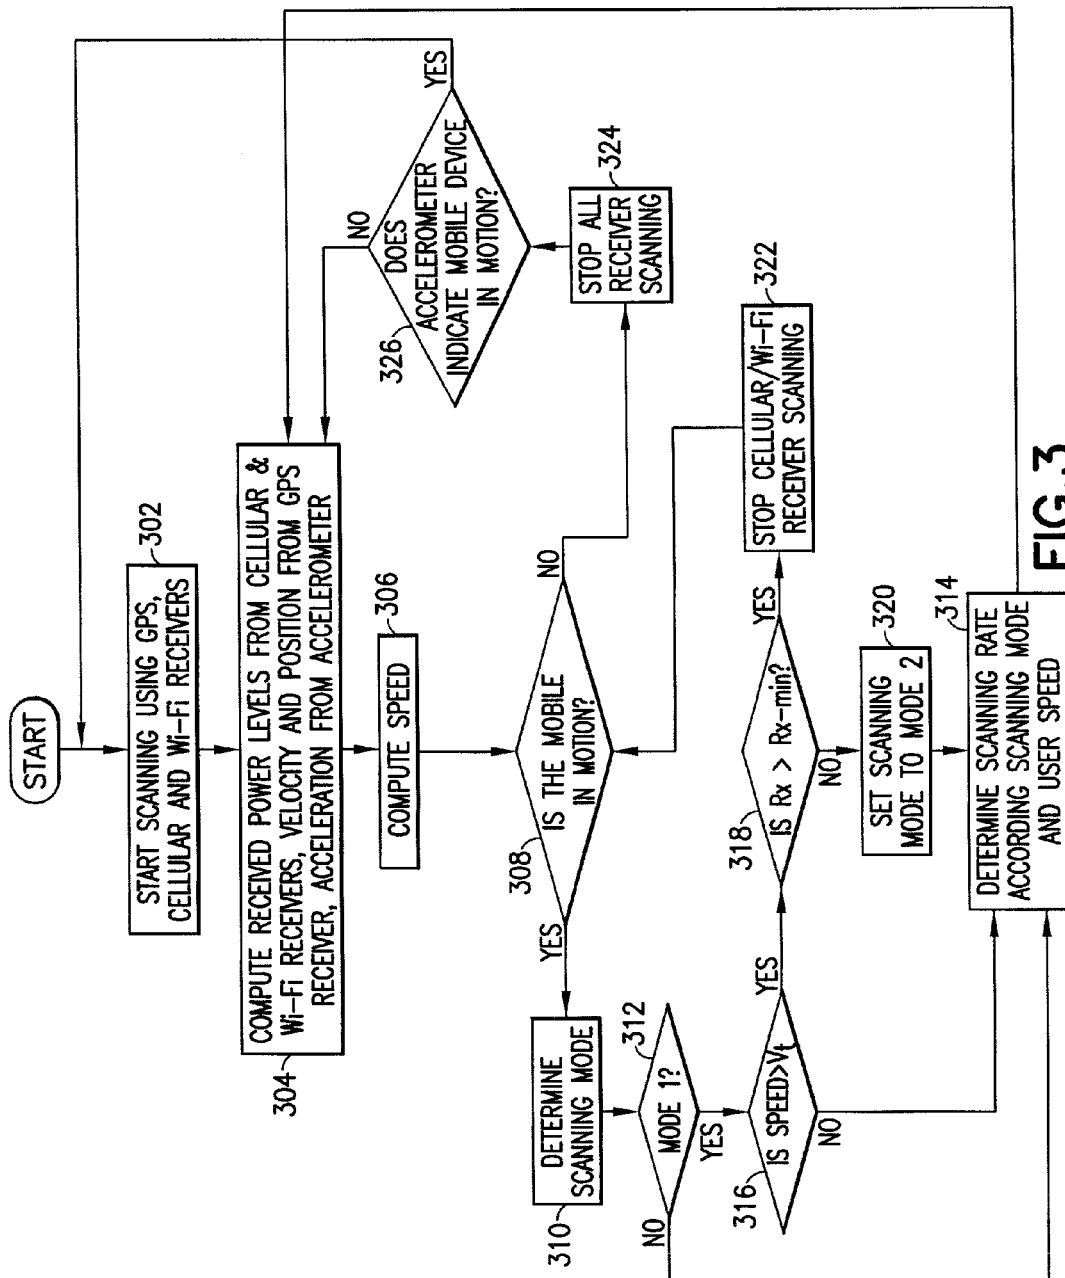 START
START SCANNING USING GPS,
CELLULAR AND Wi-Fi RECEIVERS
302
COMPUTE RECEIVED POWER LEVELS FROM CELLULAR &
Wi-Fi RECEIVERS, VELOCITY AND POSITION FROM GPS
RECEIVER, ACCELERATION FROM ACCELEROMETER
304
COMPUTE SPEED
306
IS THE MOBILE
IN MOTION?
308
YES
NO
DETERMINE
SCANNING MODE
310
MODE 1?
312
NO
YES
IS SPEED>Vt
316
YES
NO
IS Rx > Rx-min?
318
YES
NO
SET SCANNING
MODE TO MODE 2
320
STOP CELLULAR/Wi-Fi
RECEIVER SCANNING
322
STOP ALL
RECEIVER
SCANNING
324
DOES
ACCELEROMETER
INDICATE MOBILE DEVICE
IN MOTION?
326
NO
YES
DETERMINE SCANNING RATE
ACCORDING SCANNING MODE
AND USER SPEED
314
FIG.3